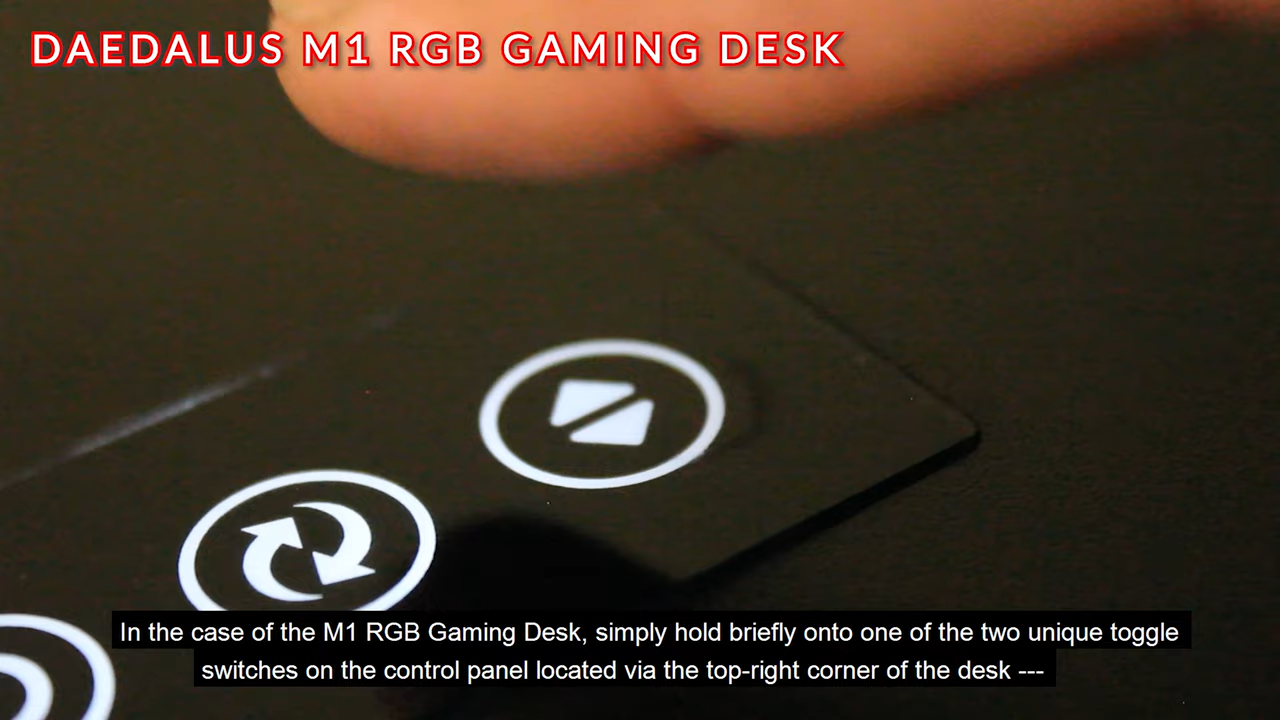 DAEDALUS M1 RGB GAMING DESK
In the case of the M1 RGB Gaming Desk, simply hold briefly onto one of the two unique toggle
switches on the control panel located via the top-right corner of the desk ---